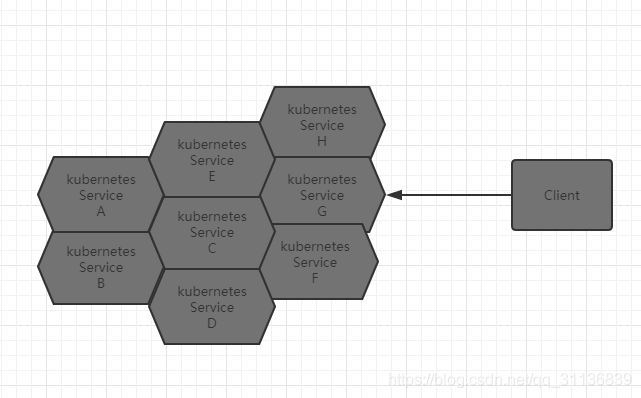 kubernetes
Service
H
kubernetes
Service
E
kubernetes
Service
A
kubernetes
Service
G
Client
kubernetes
Service
C
kubernetes
Service
B
kubernetes
Service
F
kubernetes
Service
D
https://blog.csdn.net/qq_31136839